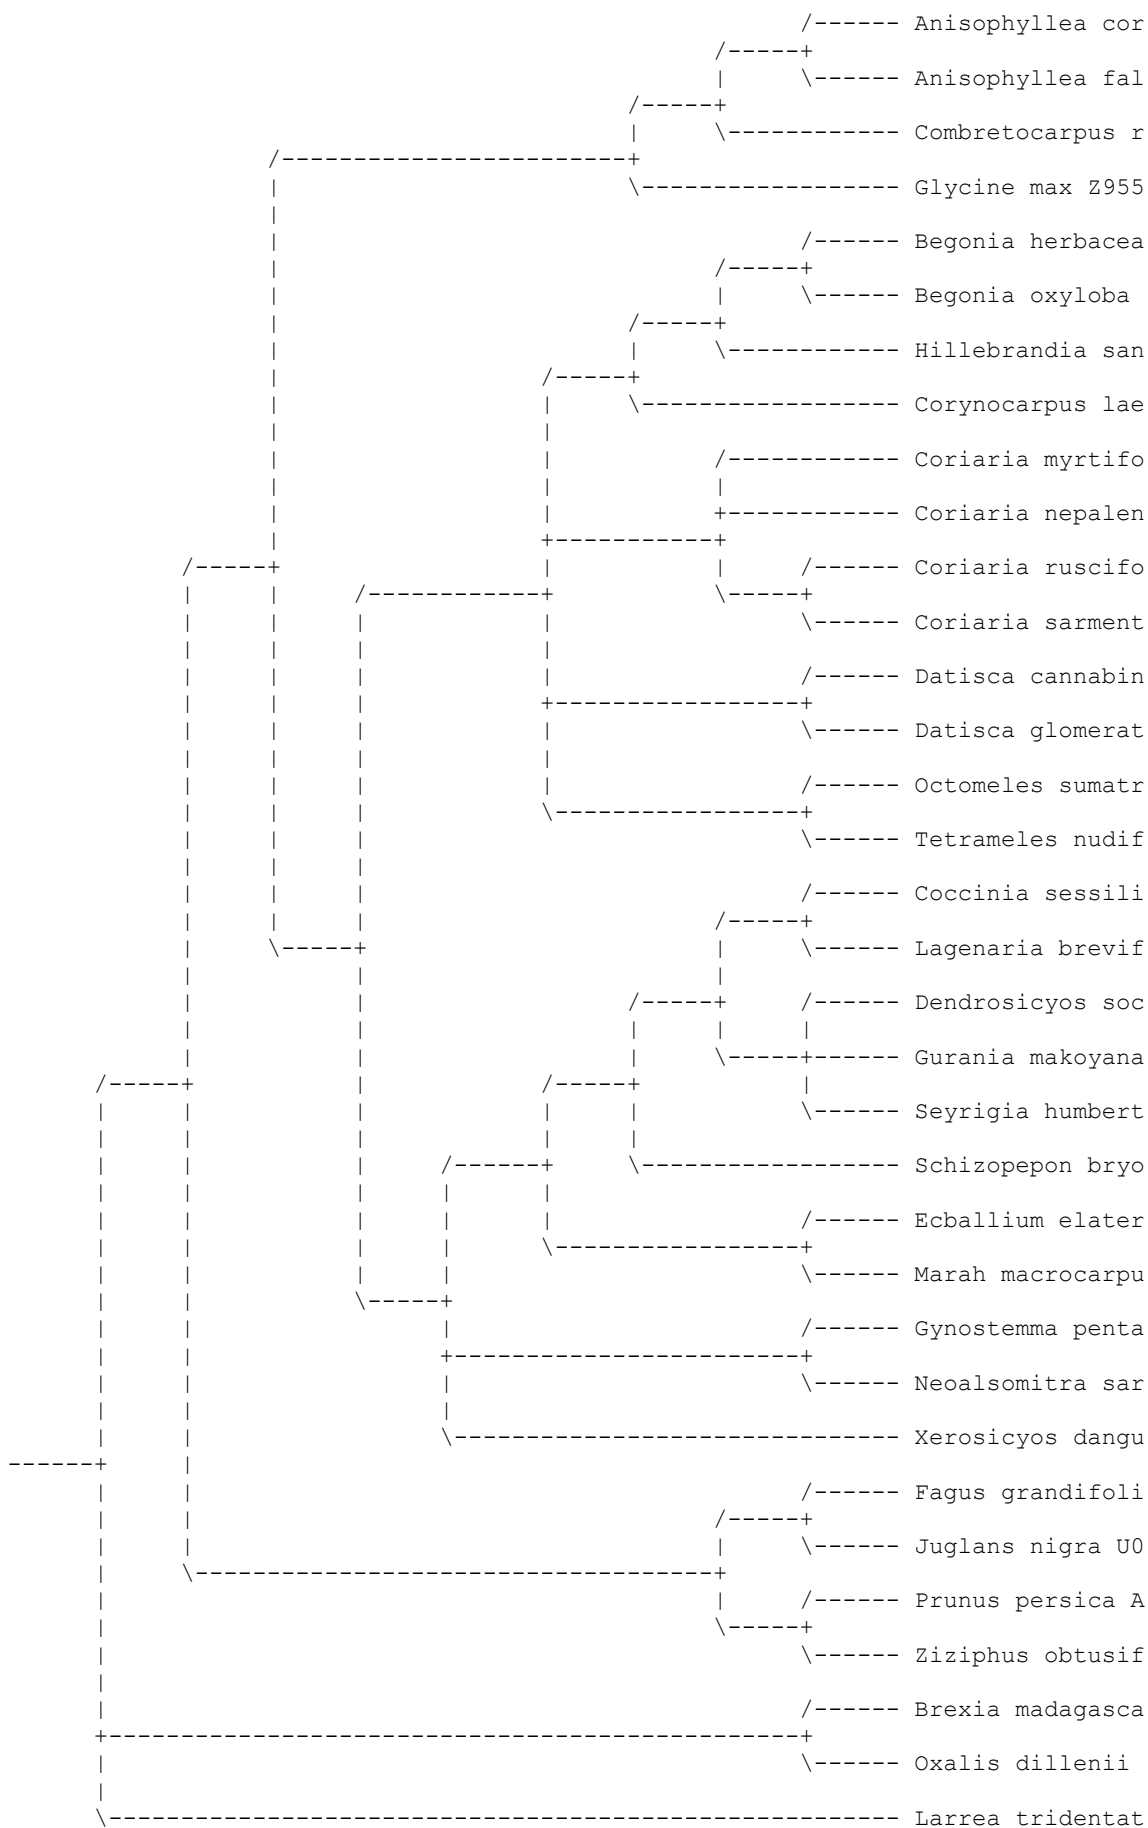 Anisophyllea cor
Anisophyllea fal
Combretocarpus r
Glycine max Z955
Begonia herbacea
Begonia oxyloba
Hillebrandia san
Corynocarpus lae
Coriaria myrtifo
Coriaria nepalen
Coriaria ruscifo
Coriaria sarment
Datisca cannabin
Datisca glomerat
Octomeles sumatr
Tetrameles nudif
Coccinia sessili
Lagenaria brevif
Dendrosicyos soc
Gurania makoyana
Seyrigia humbert
Schizopepon bryo
Ecballium elater
Marah macrocarpu
Gynostemma penta
Neoalsomitra sar
Xerosicyos dangu
Fagus grandifoli
Juglans nigra U0
Prunus persica A
Ziziphus obtusif
Brexia madagasca
Oxalis dillenii
Larrea tridentat